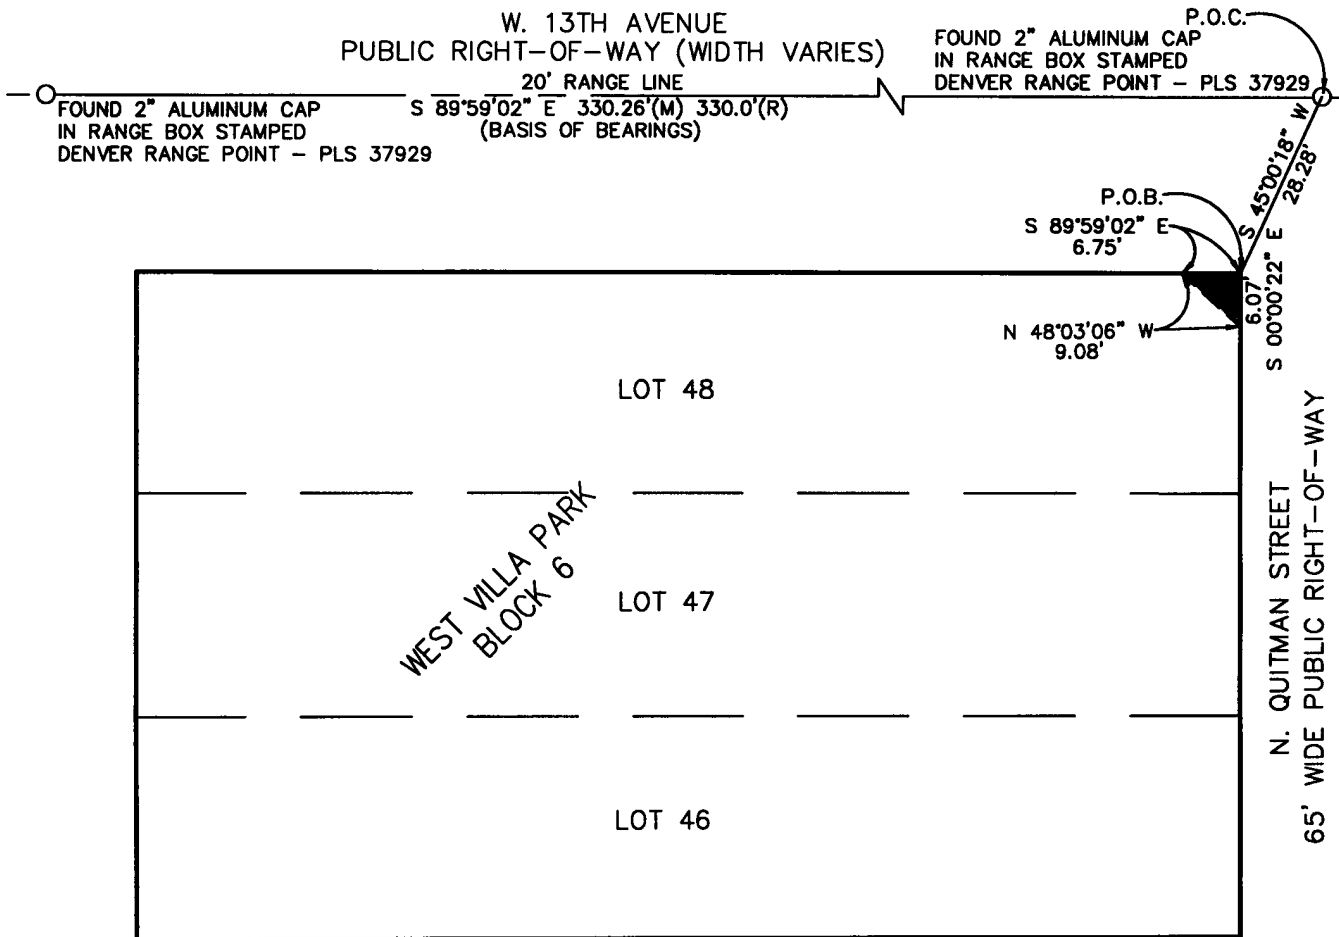 W. 13TH AVENUE
PUBLIC RIGHT-OF-WAY (WIDTH VARIES)
20' RANGE LINE
S 89°59'02" E 330.26'(M) 330.0'(R)
(BASIS OF BEARINGS)
FOUND 2" ALUMINUM CAP
IN RANGE BOX STAMPED
DENVER RANGE POINT - PLS 37929
P.O.C.
FOUND 2" ALUMINUM CAP
IN RANGE BOX STAMPED
DENVER RANGE POINT - PLS 37929
S 45°00'18" W
28.28'
P.O.B.
S 89°59'02" E
6.75'
6.07'
S 00°00'22" E
N 48°03'06" W
9.08'
LOT 48
WEST VILLA PARK
BLOCK 6
LOT 47
LOT 46
N. QUITMAN STREET
65' WIDE PUBLIC RIGHT-OF-WAY